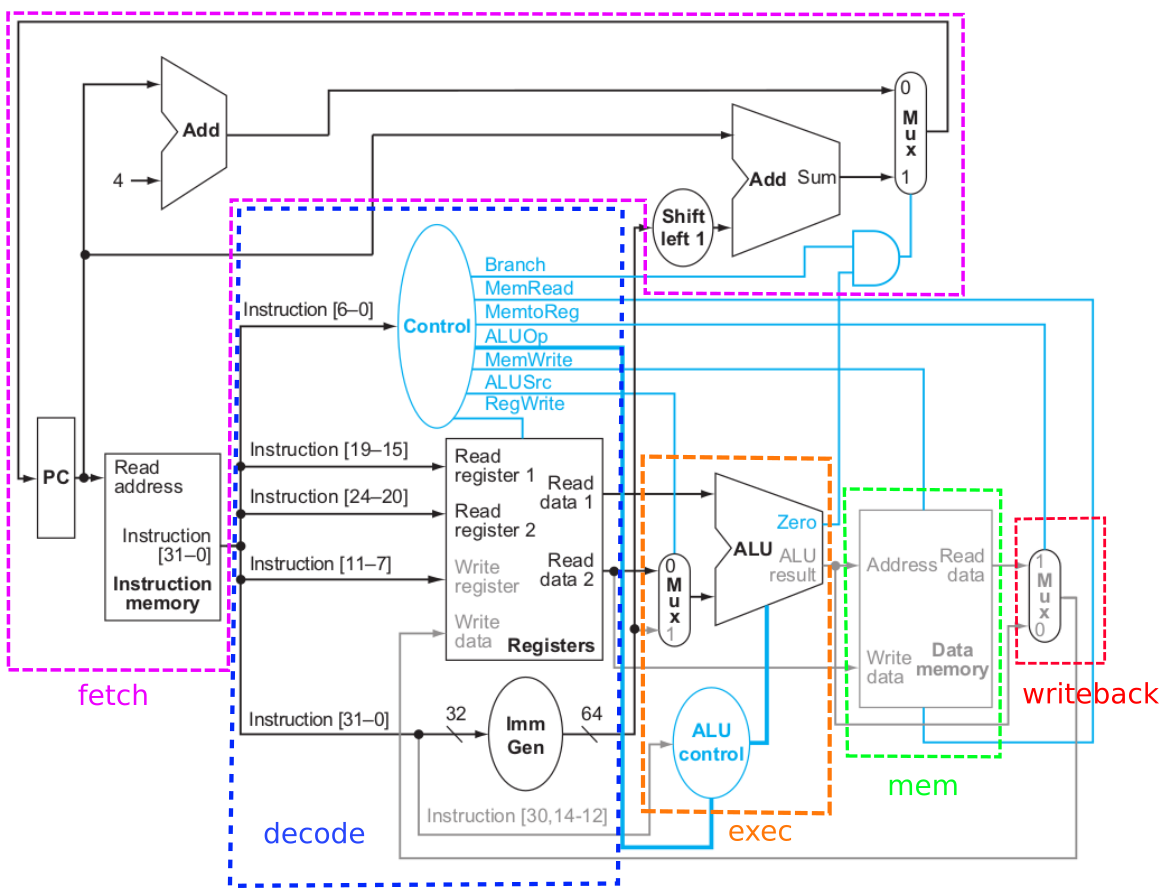 Add
4
0
M
u
x
1
Add Sum
Shift
left 1
Branch
MemRead
MemtoReg
ALUOp
MemWrite
ALUSrc
RegWrite
Control
Instruction [6–0]
PC
Read
address
Instruction
[31–0]
Instruction
memory
fetch
Instruction [19–15]
Instruction [24–20]
Instruction [11–7]
Read
register 1
Read
register 2
Write
register
Write
data
Read
data 1
Read
data 2
Registers
Instruction [31–0]
32
Imm
Gen
64
Instruction [30,14-12]
decode
0
M
u
x
1
Zero
ALU
ALU
result
ALU
control
exec
Address
Read
data
Write
data
Data
memory
mem
1
M
u
x
0
writeback